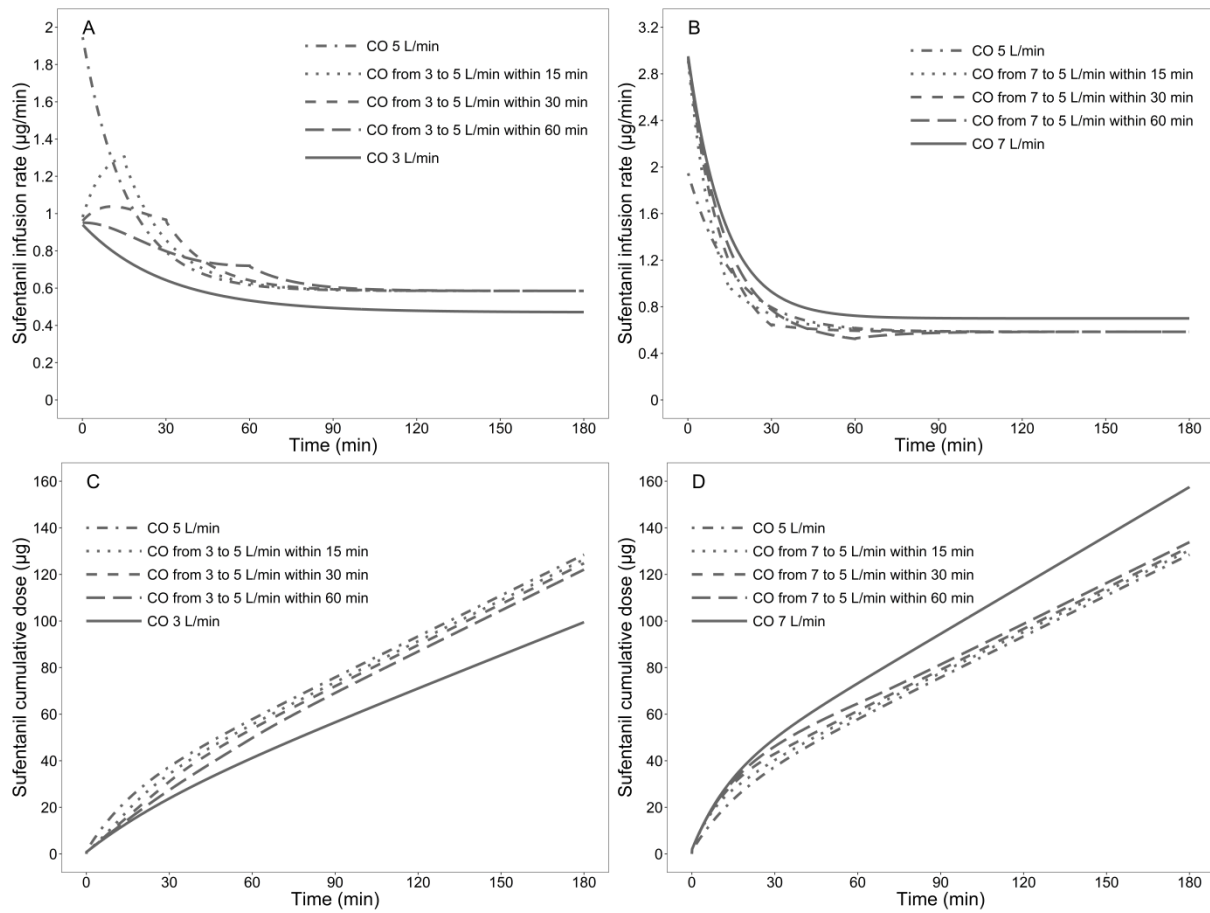 A
CO 5 L/min
CO from 3 to 5 L/min within 15 min
CO from 3 to 5 L/min within 30 min
CO from 3 to 5 L/min within 60 min
CO 3 L/min
Sufentanil infusion rate (µg/min)
2
1.8
1.6
1.4
1.2
1
0.8
0.6
0.4
0.2
0
0 30 60 90 120 150 180
Time (min)
B
CO 5 L/min
CO from 7 to 5 L/min within 15 min
CO from 7 to 5 L/min within 30 min
CO from 7 to 5 L/min within 60 min
CO 7 L/min
Sufentanil infusion rate (µg/min)
3.2
2.8
2.4
2
1.6
1.2
0.8
0.4
0
0 30 60 90 120 150 180
Time (min)
C
CO 5 L/min
CO from 3 to 5 L/min within 15 min
CO from 3 to 5 L/min within 30 min
CO from 3 to 5 L/min within 60 min
CO 3 L/min
Sufentanil cumulative dose (µg)
160
140
120
100
80
60
40
20
0
0 30 60 90 120 150 180
Time (min)
D
CO 5 L/min
CO from 7 to 5 L/min within 15 min
CO from 7 to 5 L/min within 30 min
CO from 7 to 5 L/min within 60 min
CO 7 L/min
Sufentanil cumulative dose (µg)
160
140
120
100
80
60
40
20
0
0 30 60 90 120 150 180
Time (min)